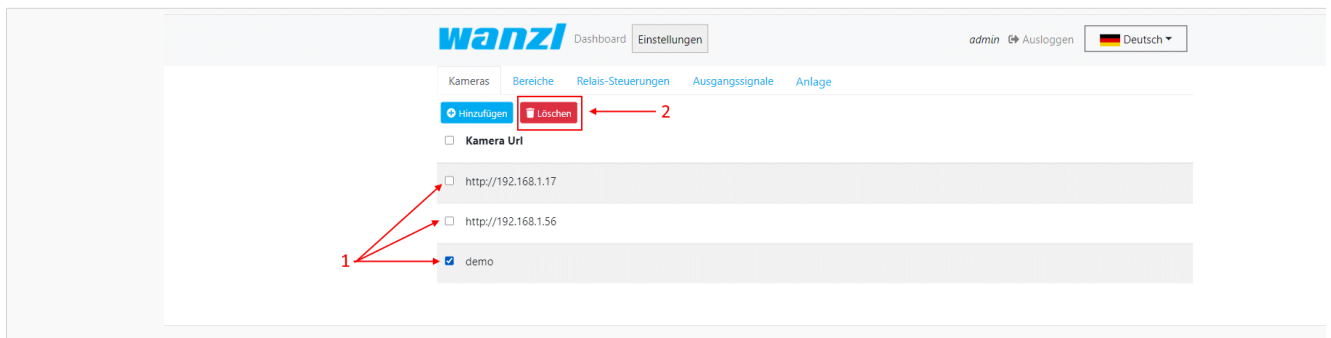 wanzl Dashboard Einstellungen admin Ausloggen Deutsch
Kameras Bereiche Relais-Steuerungen Ausgangssignale Anlage
Hinzufügen Löschen 2
Kamera Url
http://192.168.1.17
http://192.168.1.56
1 demo